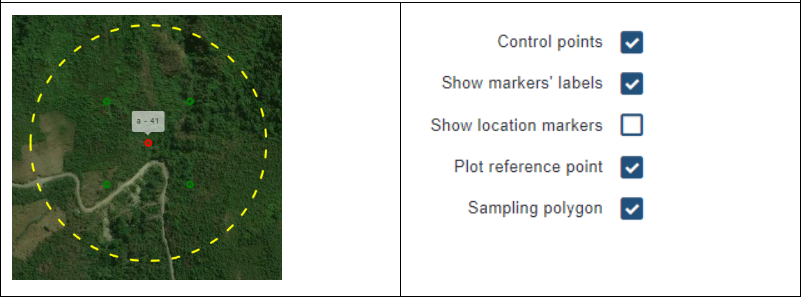 a - 41
Control points
Show markers' labels
Show location markers
Plot reference point
Sampling polygon